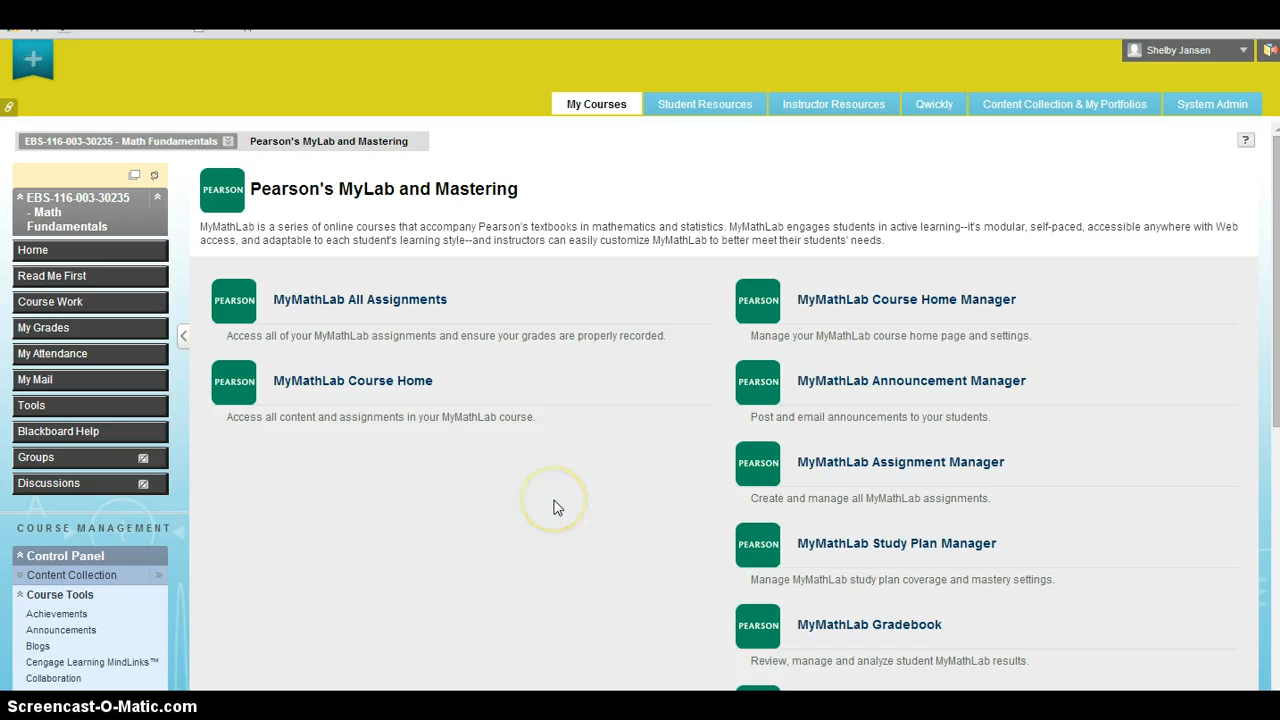 Shelby Jansen
My Courses
Student Resources
Instructor Resources
Qwickly
Content Collection & My Portfolios
System Admin
EBS-116-003-30235 - Math Fundamentals
Pearson's MyLab and Mastering
?
EBS-116-003-30235
- Math
Fundamentals
Home
Read Me First
Course Work
My Grades
My Attendance
My Mail
Tools
Blackboard Help
Groups
Discussions
COURSE MANAGEMENT
Control Panel
Content Collection
Course Tools
Achievements
Announcements
Blogs
Cengage Learning MindLinks™
Collaboration
PEARSON
Pearson's MyLab and Mastering
MyMathLab is a series of online courses that accompany Pearson's textbooks in mathematics and statistics. MyMathLab engages students in active learning--it's modular, self-paced, accessible anywhere with Web
access, and adaptable to each student's learning style--and instructors can easily customize MyMathLab to better meet their students' needs.
PEARSON
MyMathLab All Assignments
Access all of your MyMathLab assignments and ensure your grades are properly recorded.
PEARSON
MyMathLab Course Home
Access all content and assignments in your MyMathLab course.
PEARSON
MyMathLab Course Home Manager
Manage your MyMathLab course home page and settings.
PEARSON
MyMathLab Announcement Manager
Post and email announcements to your students.
PEARSON
MyMathLab Assignment Manager
Create and manage all MyMathLab assignments.
PEARSON
MyMathLab Study Plan Manager
Manage MyMathLab study plan coverage and mastery settings.
PEARSON
MyMathLab Gradebook
Review, manage and analyze student MyMathLab results.
Screencast-O-Matic.com